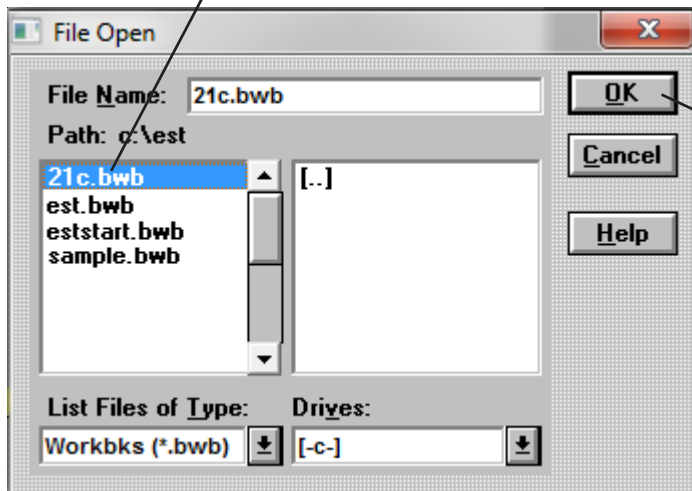 File Open
File Name: 21c.bwb
OK
Path: c:\est
Cancel
21c.bwb
[..]
est.bwb
eststart.bwb
sample.bwb
Help
List Files of Type: Drives:
Workbks (*.bwb) [-c-]